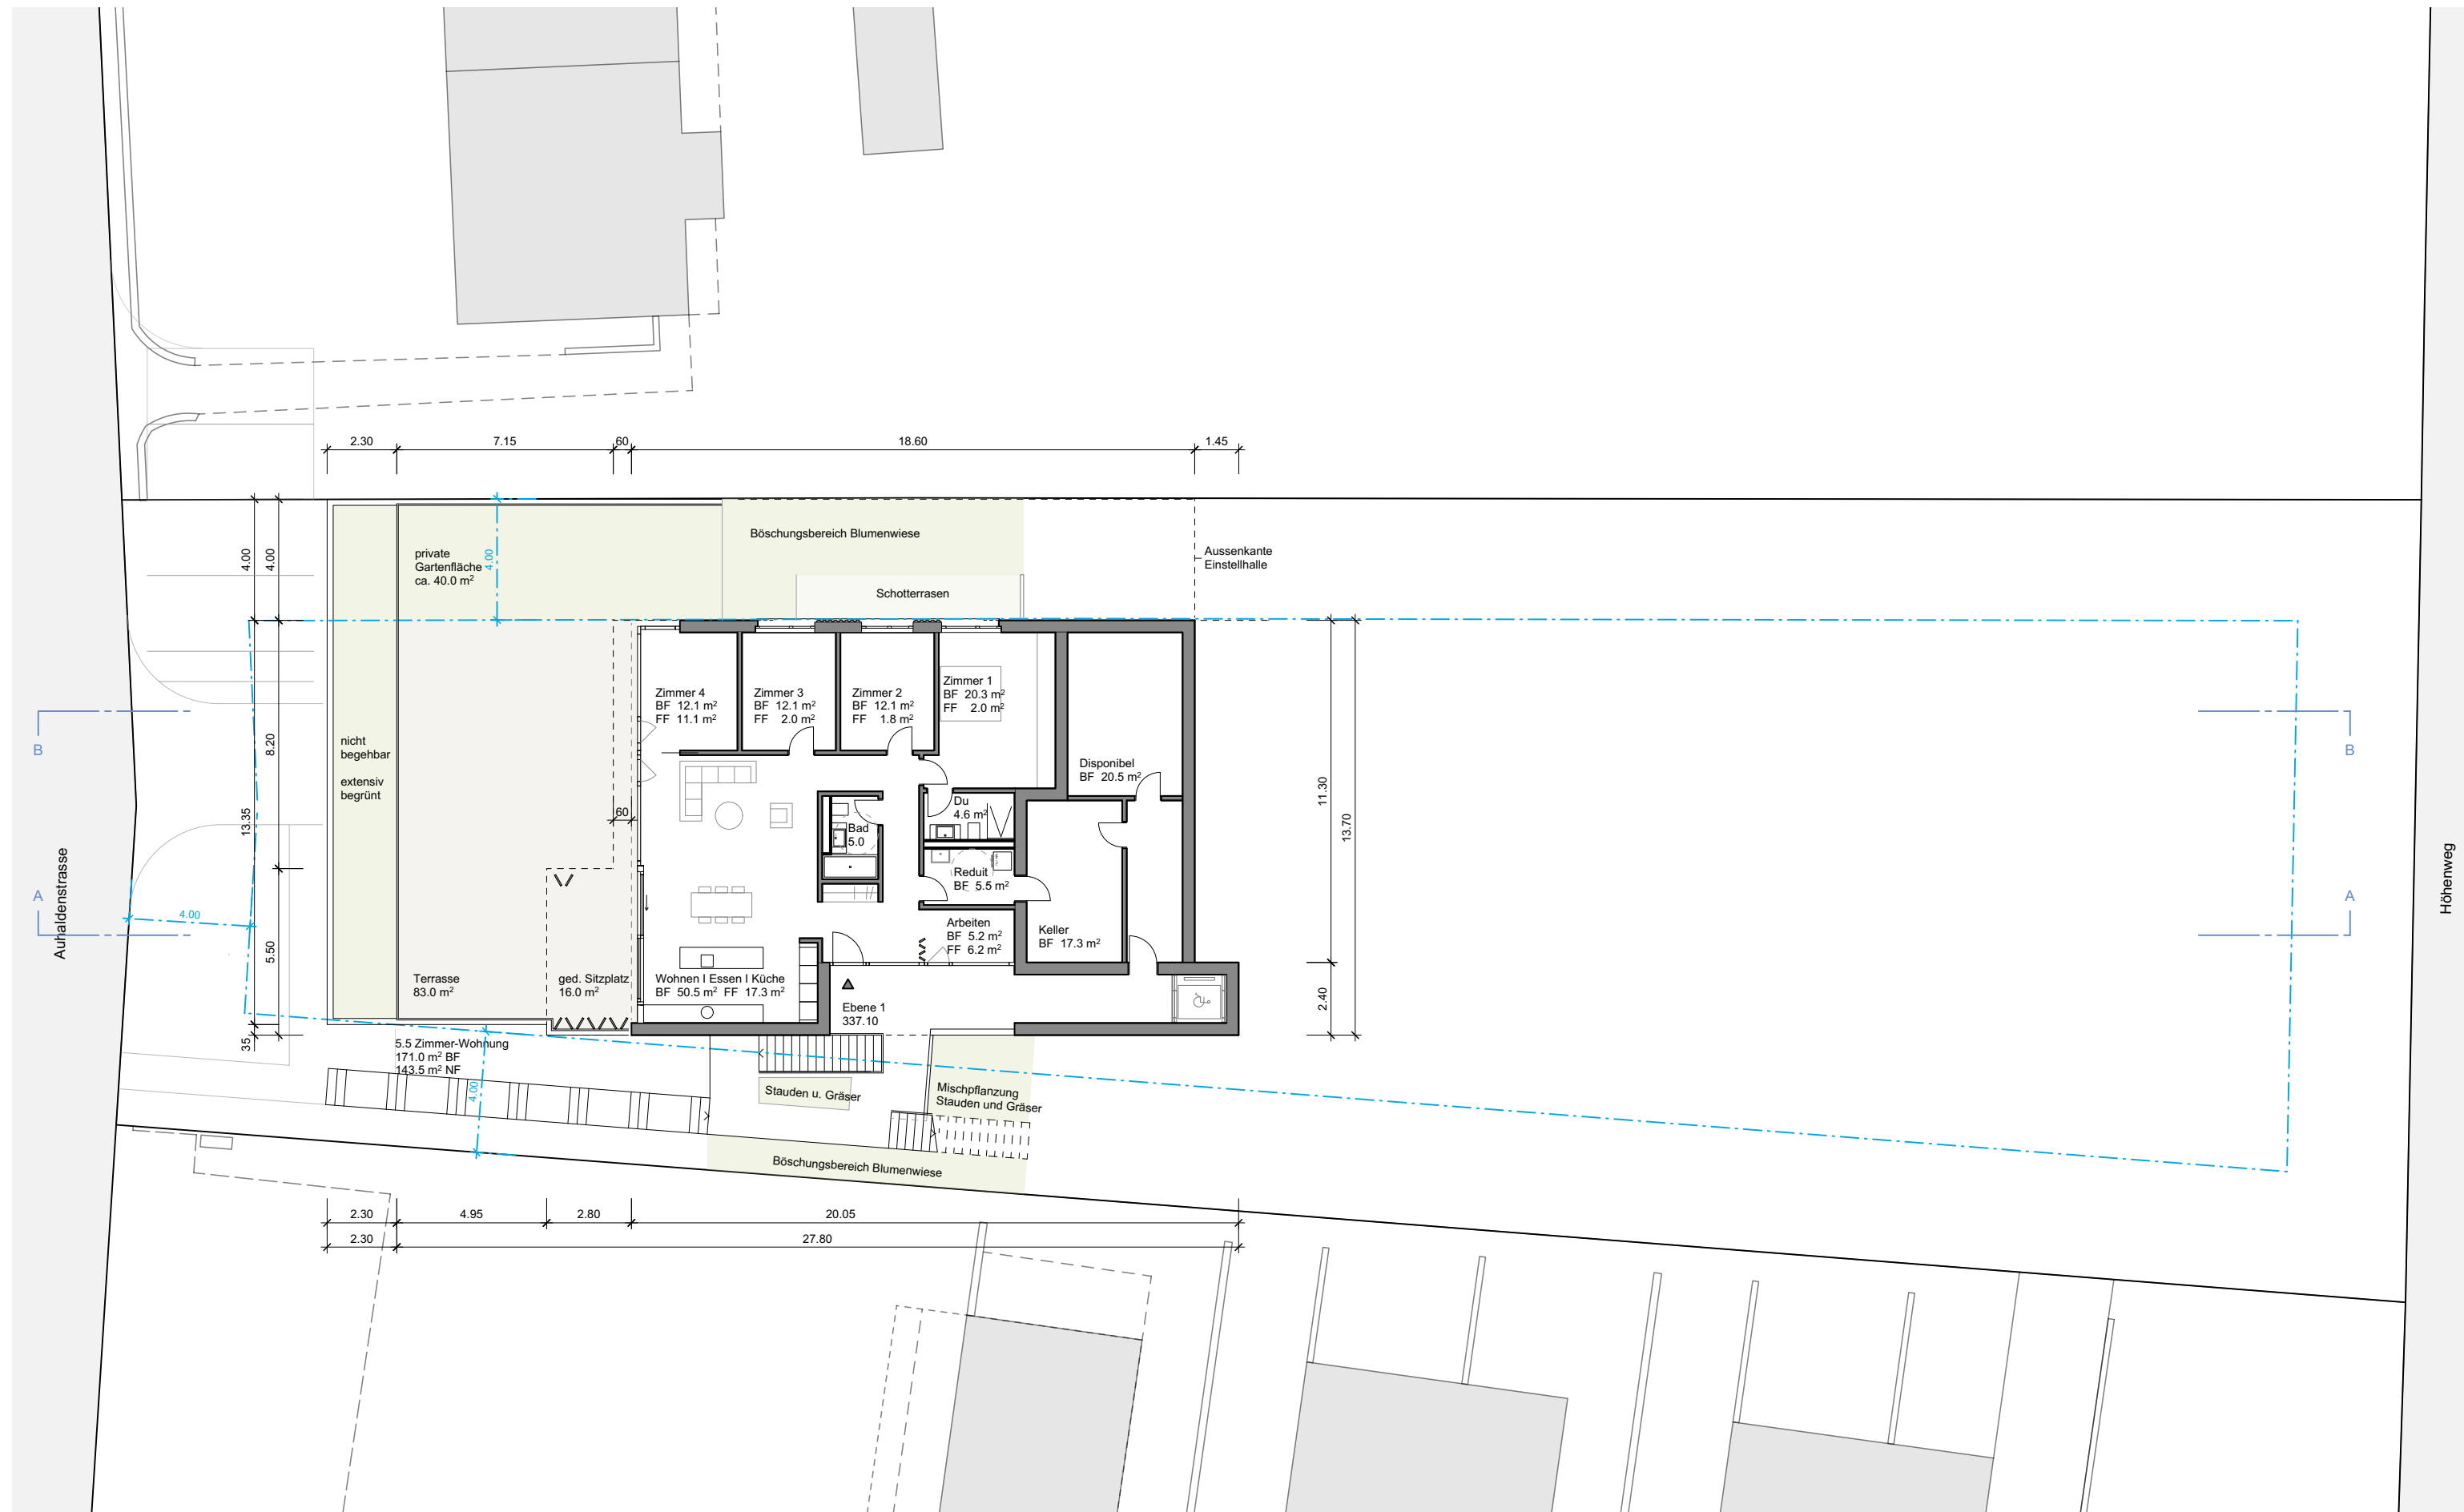 2.30
7.15
60
18.60
1.45
4.00
4.00
4.00
private
Gartenfläche
ca. 40.0 m²
Böschungsbereich Blumenwiese
Schotterrasen
Aussenkante
Einstellhalle
Zimmer 4
BF 12.1 m²
FF 11.1 m²
Zimmer 3
BF 12.1 m²
FF 2.0 m²
Zimmer 2
BF 12.1 m²
FF 1.8 m²
Zimmer 1
BF 20.3 m²
FF 2.0 m²
B
B
nicht
begehbar
extensiv
begrünt
8.20
13.35
60
Disponibel
BF 20.5 m²
Du
4.6 m²
Bad
5.0
11.30
13.70
Reduit
BF 5.5 m²
Auhaldenstrasse
Höhenweg
A
A
4.00
5.50
Arbeiten
BF 5.2 m²
FF 6.2 m²
Keller
BF 17.3 m²
Terrasse
83.0 m²
ged. Sitzplatz
16.0 m²
Wohnen I Essen I Küche
BF 50.5 m² FF 17.3 m²
Ebene 1
337.10
2.40
35
5.5 Zimmer-Wohnung
171.0 m² BF
143.5 m² NF
4.00
Stauden u. Gräser
Mischpflanzung
Stauden und Gräser
Böschungsbereich Blumenwiese
2.30
4.95
2.80
20.05
2.30
27.80